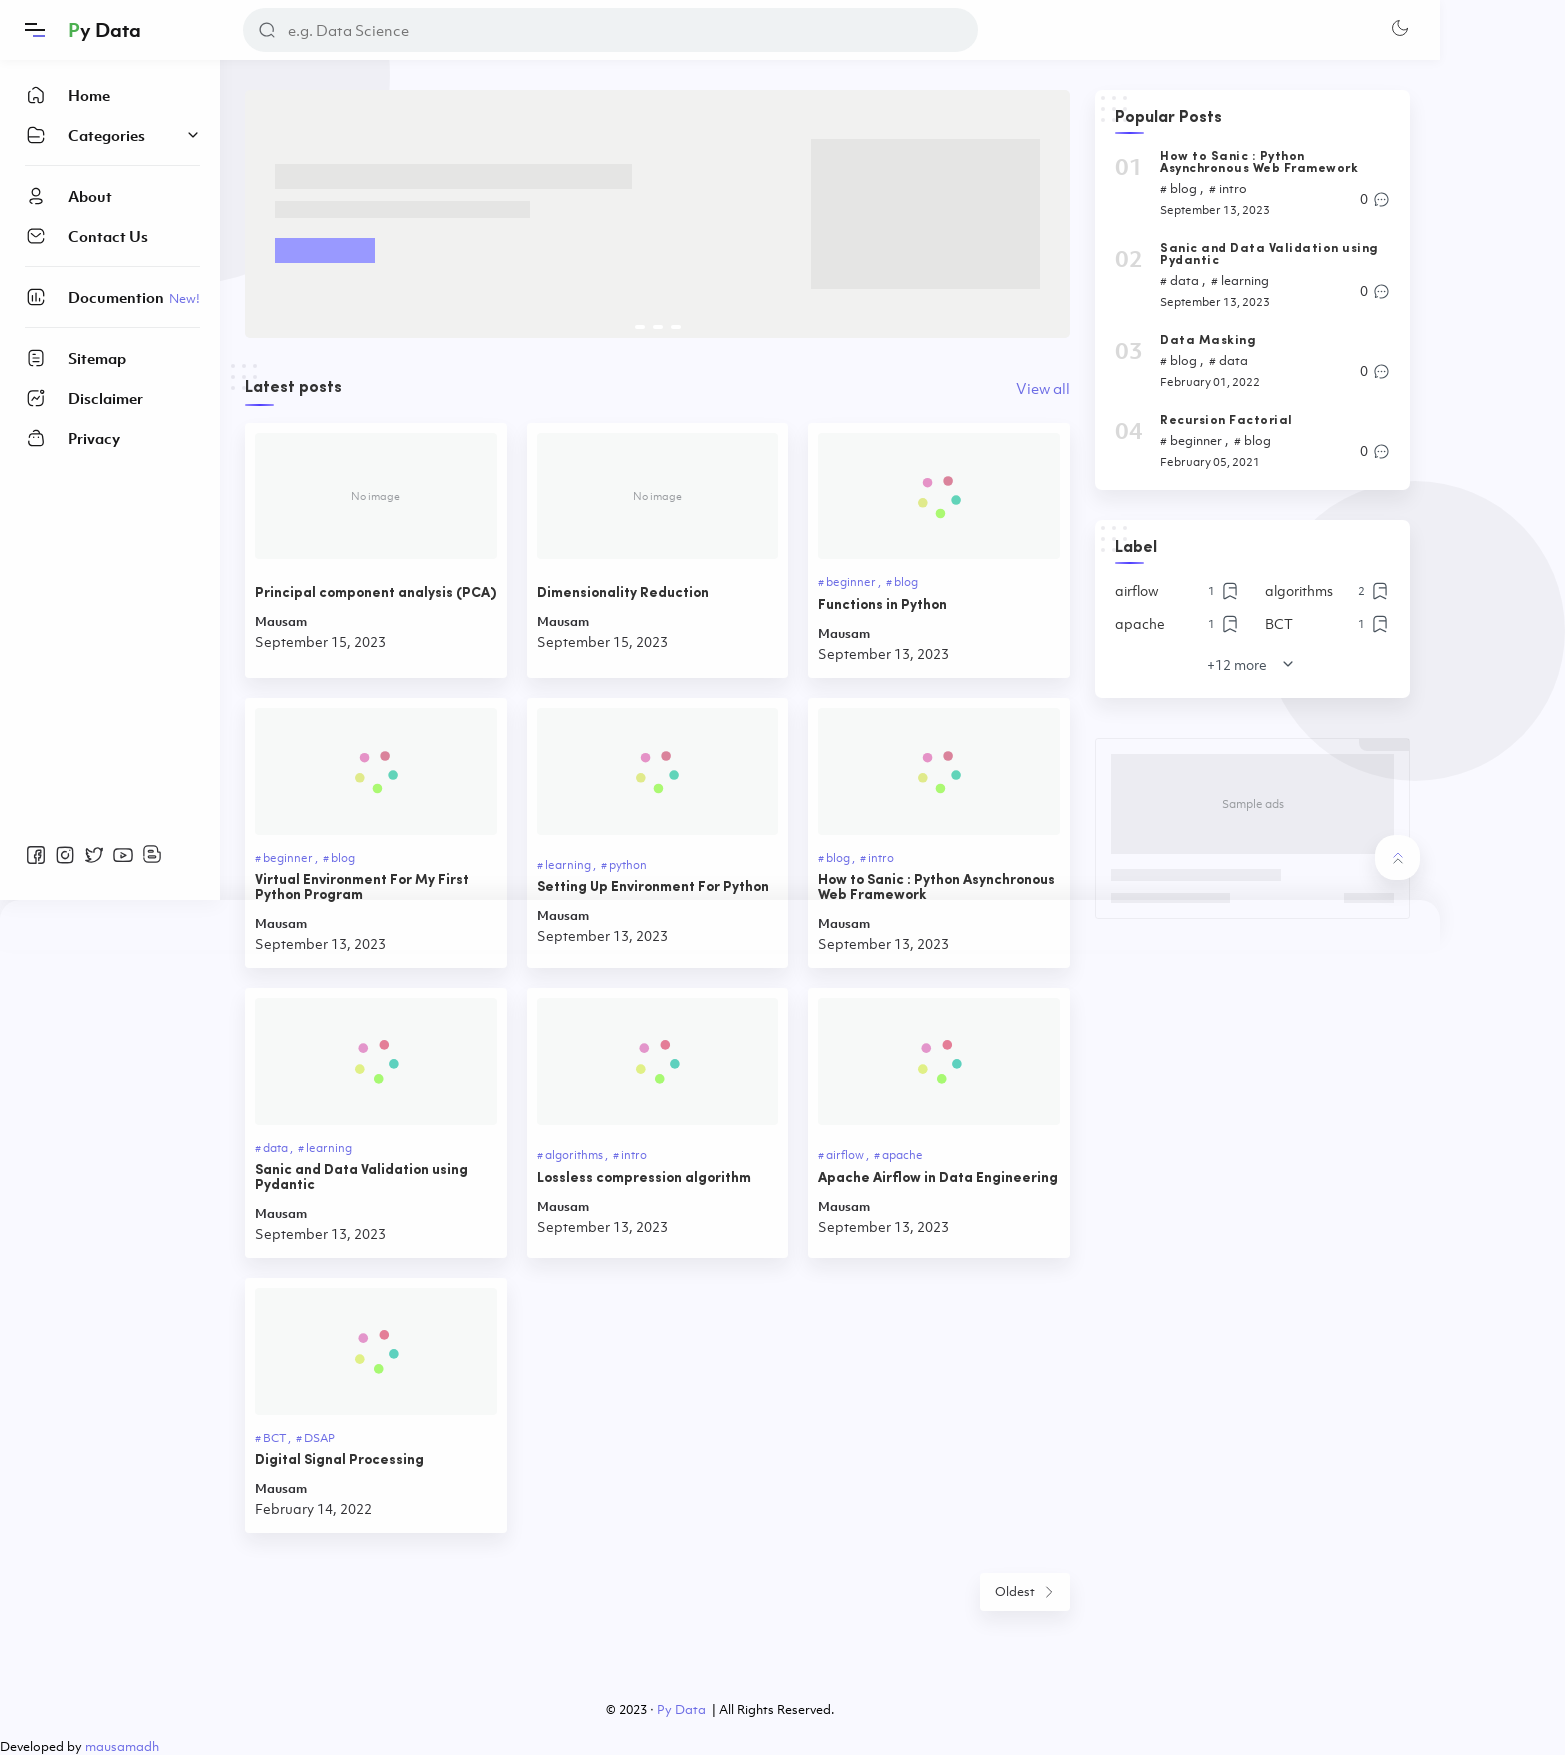 Py Data
e.g. Data Science
Home
Categories
About
Contact Us
Documention New!
Sitemap
Disclaimer
Privacy
Latest posts
View all
No image
Principal component analysis (PCA)
Mausam
September 15, 2023
No image
Dimensionality Reduction
Mausam
September 15, 2023
# beginner , # blog
Functions in Python
Mausam
September 13, 2023
# beginner , # blog
Virtual Environment For My First
Python Program
Mausam
September 13, 2023
# learning , # python
Setting Up Environment For Python
Mausam
September 13, 2023
# blog , # intro
How to Sanic : Python Asynchronous
Web Framework
Mausam
September 13, 2023
# data , # learning
Sanic and Data Validation using
Pydantic
Mausam
September 13, 2023
# algorithms , # intro
Lossless compression algorithm
Mausam
September 13, 2023
# airflow , # apache
Apache Airflow in Data Engineering
Mausam
September 13, 2023
# BCT , # DSAP
Digital Signal Processing
Mausam
February 14, 2022
Oldest
Popular Posts
01
How to Sanic : Python
Asynchronous Web Framework
# blog , # intro
September 13, 2023
0
02
Sanic and Data Validation using
Pydantic
# data , # learning
September 13, 2023
0
03
Data Masking
# blog , # data
February 01, 2022
0
04
Recursion Factorial
# beginner , # blog
February 05, 2021
0
Label
airflow 1
algorithms 2
apache 1
BCT 1
+12 more
Sample ads
© 2023 · Py Data | All Rights Reserved.
Developed by mausamadh